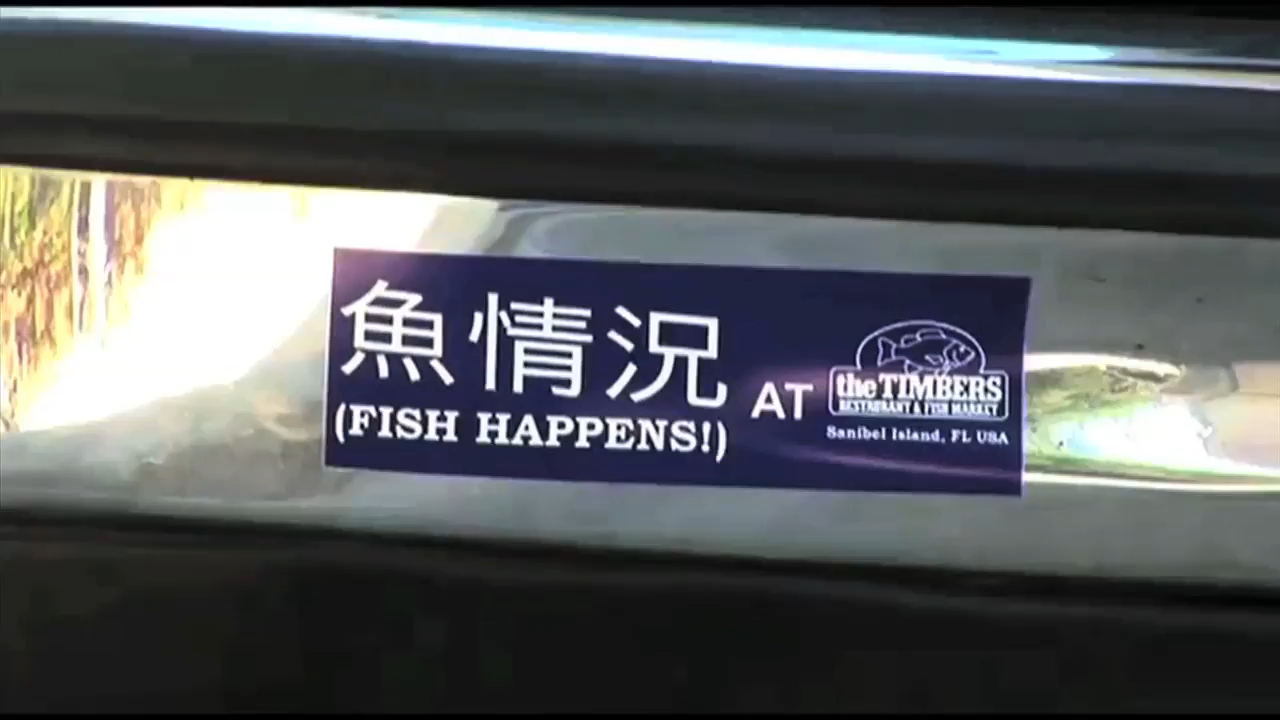 魚情況
(FISH HAPPENS!)
AT
the TIMBERS
RESTAURANT & FISH MARKET
Sanibel Island, FL USA